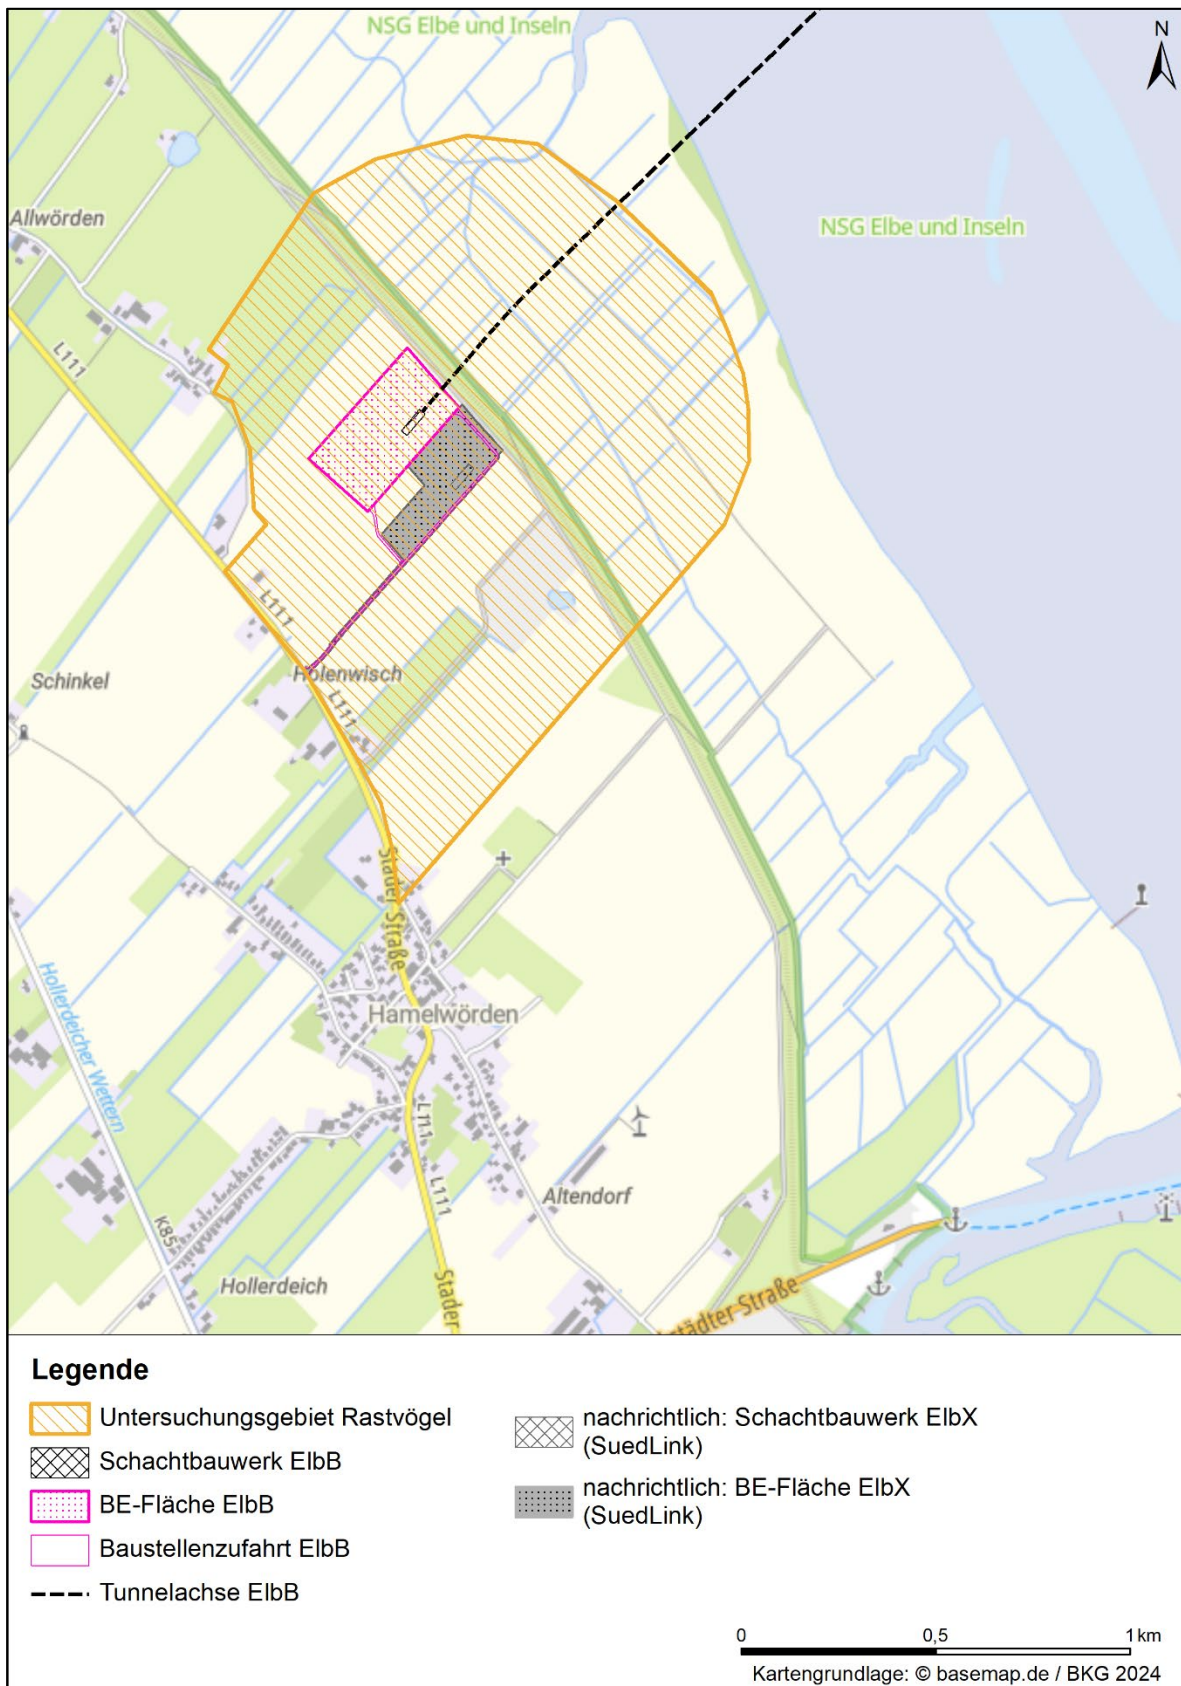 NSG Elbe und Inseln
N
Allwörden
NSG Elbe und Inseln
L111
L111
Schinkel
Holenwisch
L111
Stader Straße
Hamelwörden
Hollerdeicher Wettern
L111
L111
Altendorf
K85
Hollerdeich
Stader
städter Straße
Legende
Untersuchungsgebiet Rastvögel
Schachtbauwerk ElbB
BE-Fläche ElbB
Baustellenzufahrt ElbB
Tunnelachse ElbB
nachrichtlich: Schachtbauwerk ElbX
(SuedLink)
nachrichtlich: BE-Fläche ElbX
(SuedLink)
0 0,5 1 km
Kartengrundlage: © basemap.de / BKG 2024